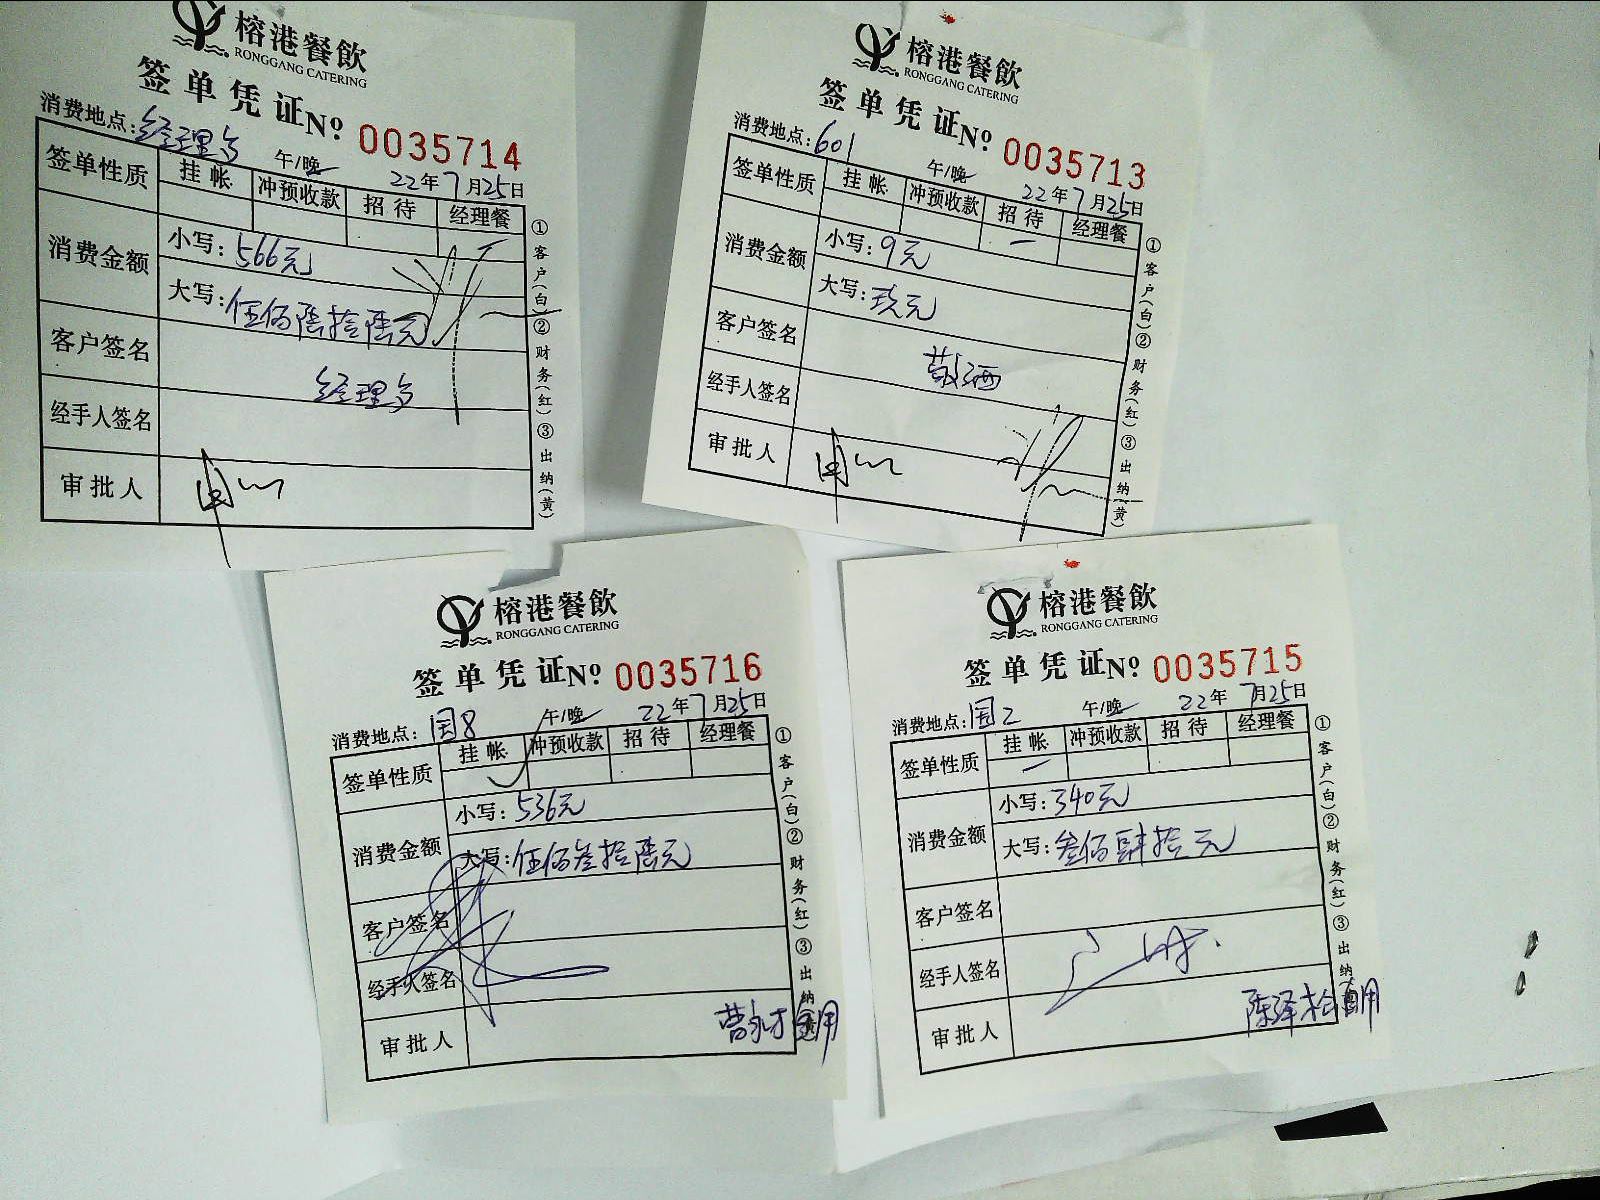 榕港餐飲
RONGGANG CATERING
签单凭证№ 0035714
消费地点:经理歺 午/晚 22年7月25日
签单性质 挂帐 冲预收款 招待 经理餐
消费金额 小写:566元
大写:伍佰陆拾陆元
客户签名
经理歺
经手人签名
审批人
①客户(白)②财务(红)③出纳(黄)
榕港餐飲
RONGGANG CATERING
签单凭证№ 0035713
消费地点:601 午/晚 22年7月25日
签单性质 挂帐 冲预收款 招待 经理餐
消费金额 小写:9元
大写:玖元
客户签名
敬酒
经手人签名
审批人
①客户(白)②财务(红)③出纳(黄)
榕港餐飲
RONGGANG CATERING
签单凭证№ 0035716
消费地点:国8 午/晚 22年7月25日
签单性质 挂帐 冲预收款 招待 经理餐
消费金额 小写:536元
大写:伍佰叁拾陆元
客户签名
经手人签名
审批人 曹永才
①客户(白)②财务(红)③出纳
榕港餐飲
RONGGANG CATERING
签单凭证№ 0035715
消费地点:国2 午/晚 22年7月25日
签单性质 挂帐 冲预收款 招待 经理餐
消费金额 小写:340元
大写:叁佰肆拾元
客户签名
经手人签名
审批人 陈泽松
①客户(白)②财务(红)③出纳